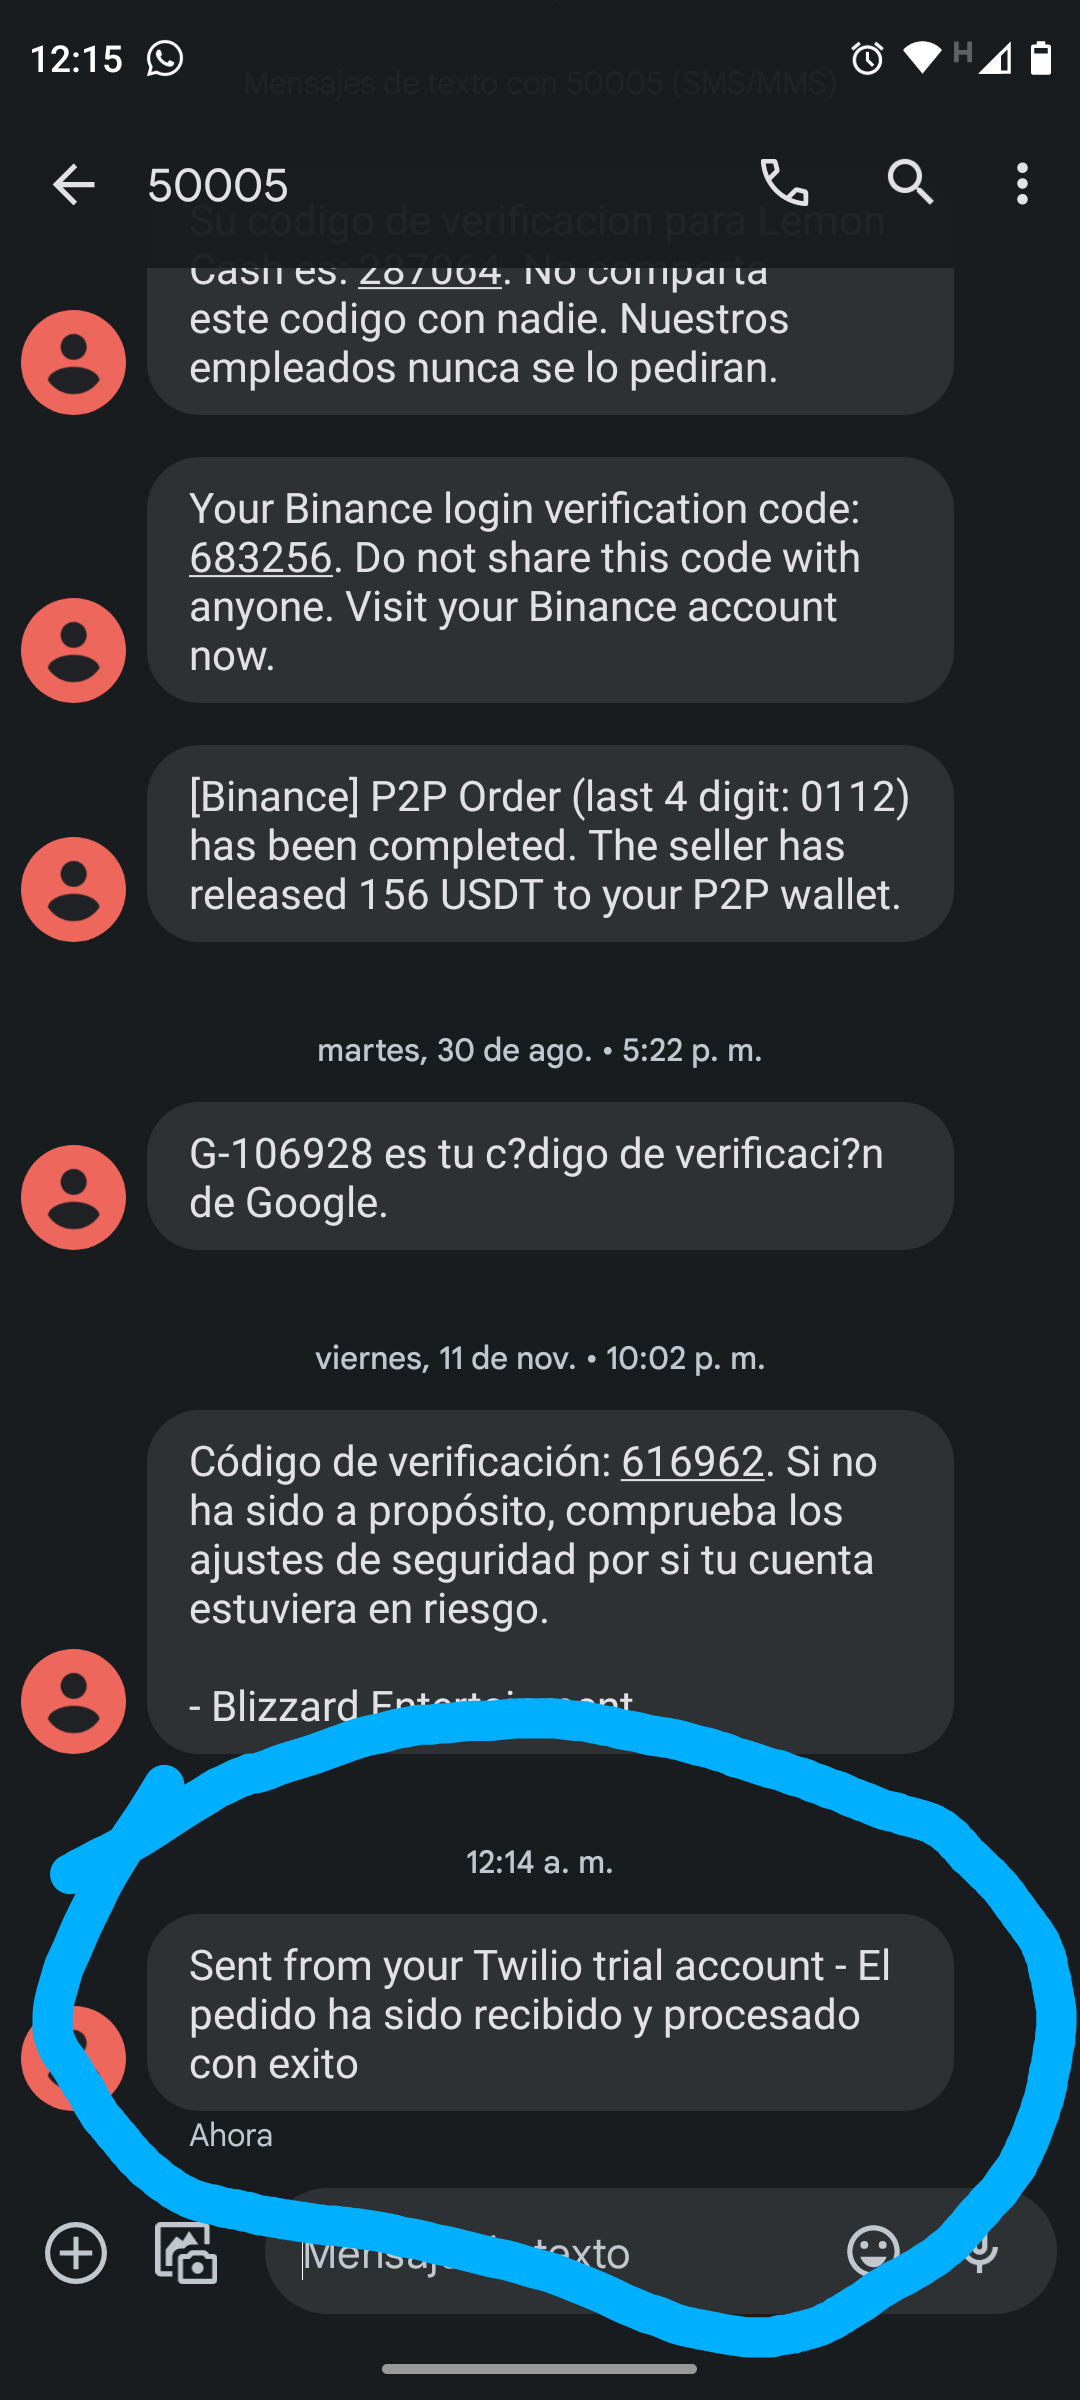 12:15
Mensajes de texto con 50005 (SMS/MMS)
50005
Su codigo de verificacion para Lemon
Cash es: 287064. No comparta
este codigo con nadie. Nuestros
empleados nunca se lo pediran.
Your Binance login verification code:
683256. Do not share this code with
anyone. Visit your Binance account
now.
[Binance] P2P Order (last 4 digit: 0112)
has been completed. The seller has
released 156 USDT to your P2P wallet.
martes, 30 de ago. • 5:22 p. m.
G-106928 es tu c?digo de verificaci?n
de Google.
viernes, 11 de nov. • 10:02 p. m.
Código de verificación: 616962. Si no
ha sido a propósito, comprueba los
ajustes de seguridad por si tu cuenta
estuviera en riesgo.
- Blizzard Entertainment
12:14 a. m.
Sent from your Twilio trial account - El
pedido ha sido recibido y procesado
con exito
Ahora
Mensaje de texto